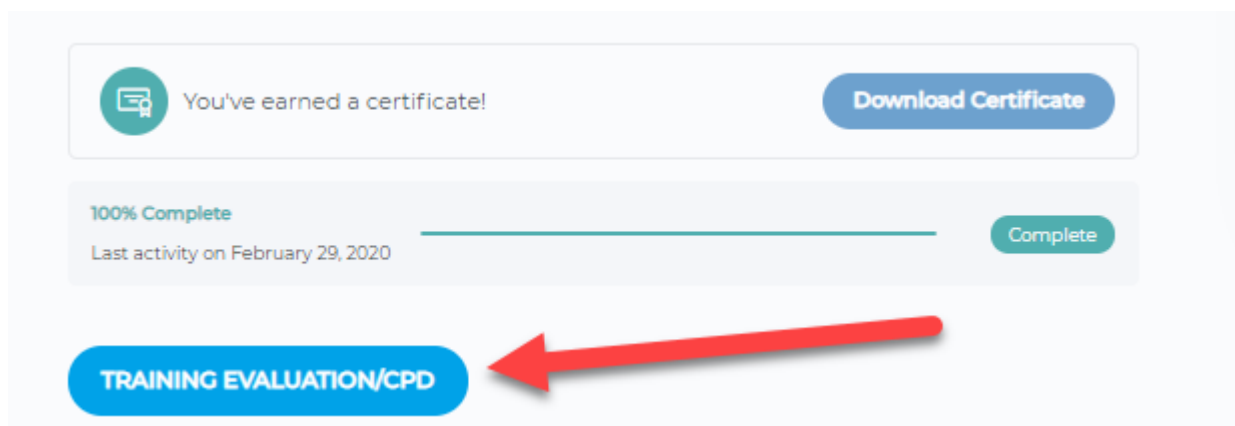 You've earned a certificate!
Download Certificate
100% Complete
Last activity on February 29, 2020
Complete
TRAINING EVALUATION/CPD